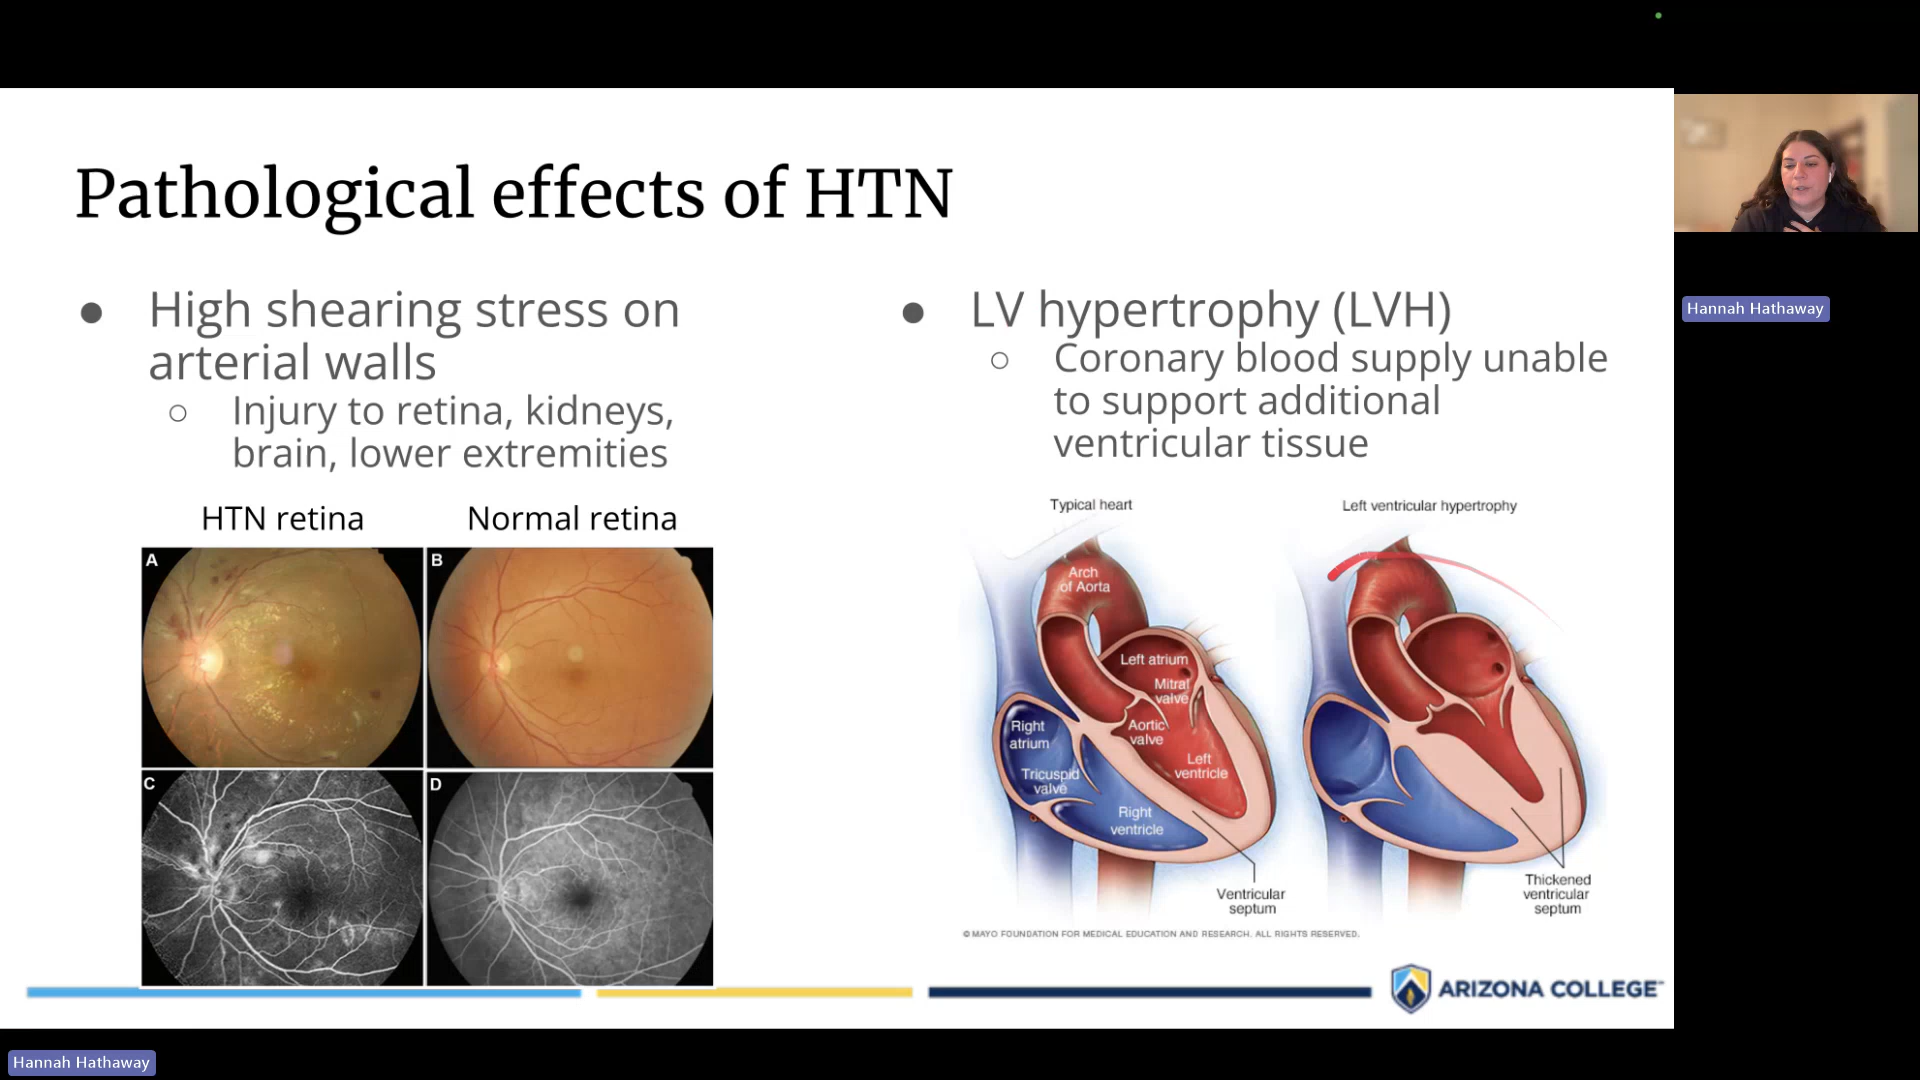 Pathological effects of HTN
● High shearing stress on
arterial walls
○ Injury to retina, kidneys,
brain, lower extremities
HTN retina
Normal retina
A
B
C
D
● LV hypertrophy (LVH)
○ Coronary blood supply unable
to support additional
ventricular tissue
Typical heart
Arch
of Aorta
Left atrium
Mitral
valve
Aortic
valve
Right
atrium
Left
ventricle
Tricuspid
valve
Right
ventricle
Ventricular
septum
Left ventricular hypertrophy
Thickened
ventricular
septum
© MAYO FOUNDATION FOR MEDICAL EDUCATION AND RESEARCH. ALL RIGHTS RESERVED.
ARIZONA COLLEGE
Hannah Hathaway
Hannah Hathaway